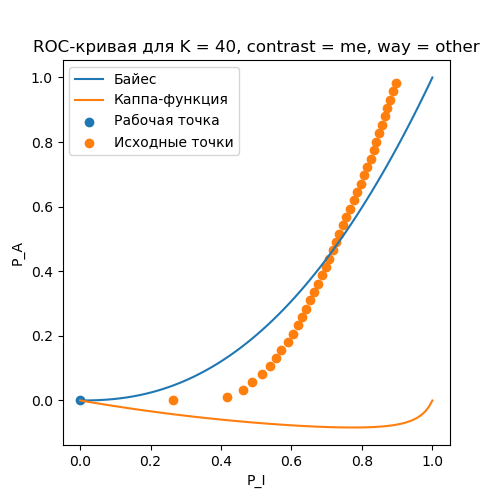 ROC-кривая для K = 40, contrast = me, way = other
Байес
Каппа-функция
Рабочая точка
Исходные точки
P_A
1.0
0.8
0.6
0.4
0.2
0.0
0.0 0.2 0.4 0.6 0.8 1.0
P_I